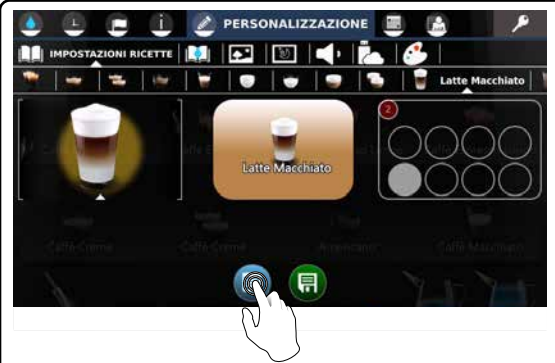 PERSONALIZZAZIONE
IMPOSTAZIONI RICETTE
Latte Macchiato
2
Latte Macchiato
Caffè Creme
Caffè Creme
Americano
Caffè Macchiato